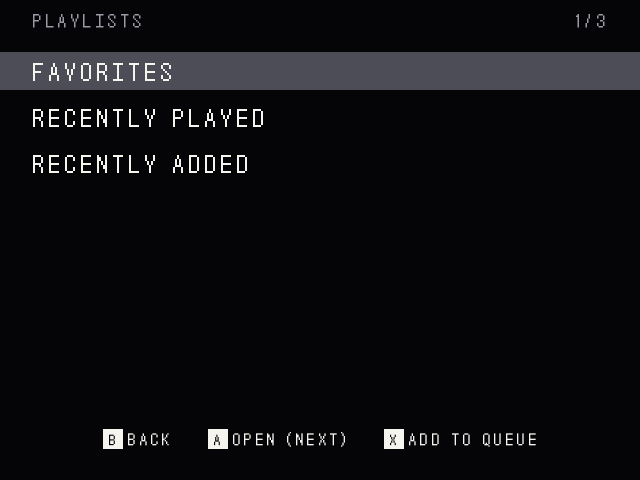 PLAYLISTS 1/3
FAVORITES
RECENTLY PLAYED
RECENTLY ADDED
B BACK A OPEN (NEXT) X ADD TO QUEUE